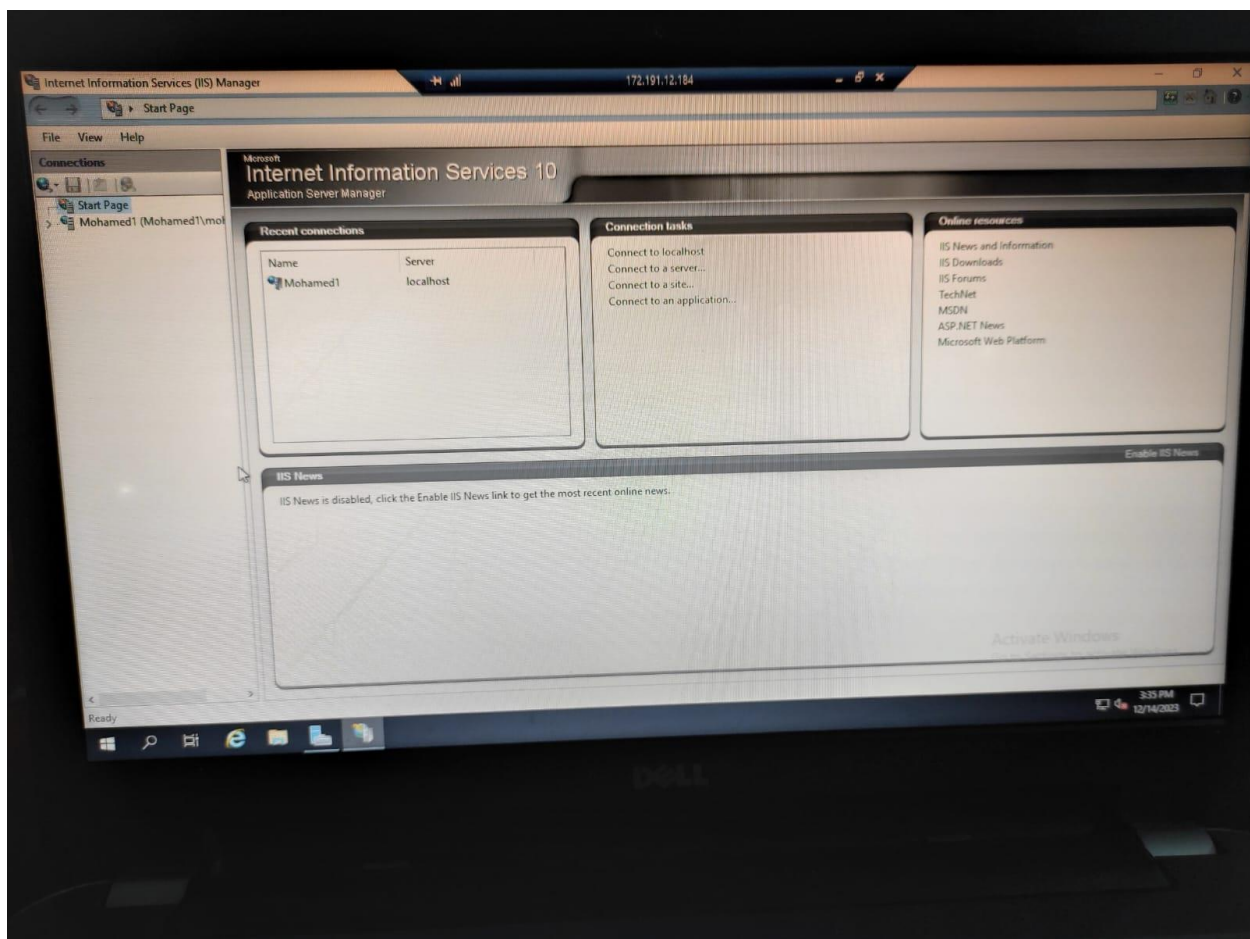 Internet Information Services (IIS) Manager
172.191.12.184
Start Page
File View Help
Connections
Start Page
Mohamed1 (Mohamed1\mo
Microsoft
Internet Information Services 10
Application Server Manager
Recent connections
Name Server
Mohamed1 localhost
Connection tasks
Connect to localhost
Connect to a server...
Connect to a site...
Connect to an application...
Online resources
IIS News and Information
IIS Downloads
IIS Forums
TechNet
MSDN
ASP.NET News
Microsoft Web Platform
IIS News
Enable IIS News
IIS News is disabled, click the Enable IIS News link to get the most recent online news.
Activate Windows
Ready
3:35 PM
12/14/2023
DELL